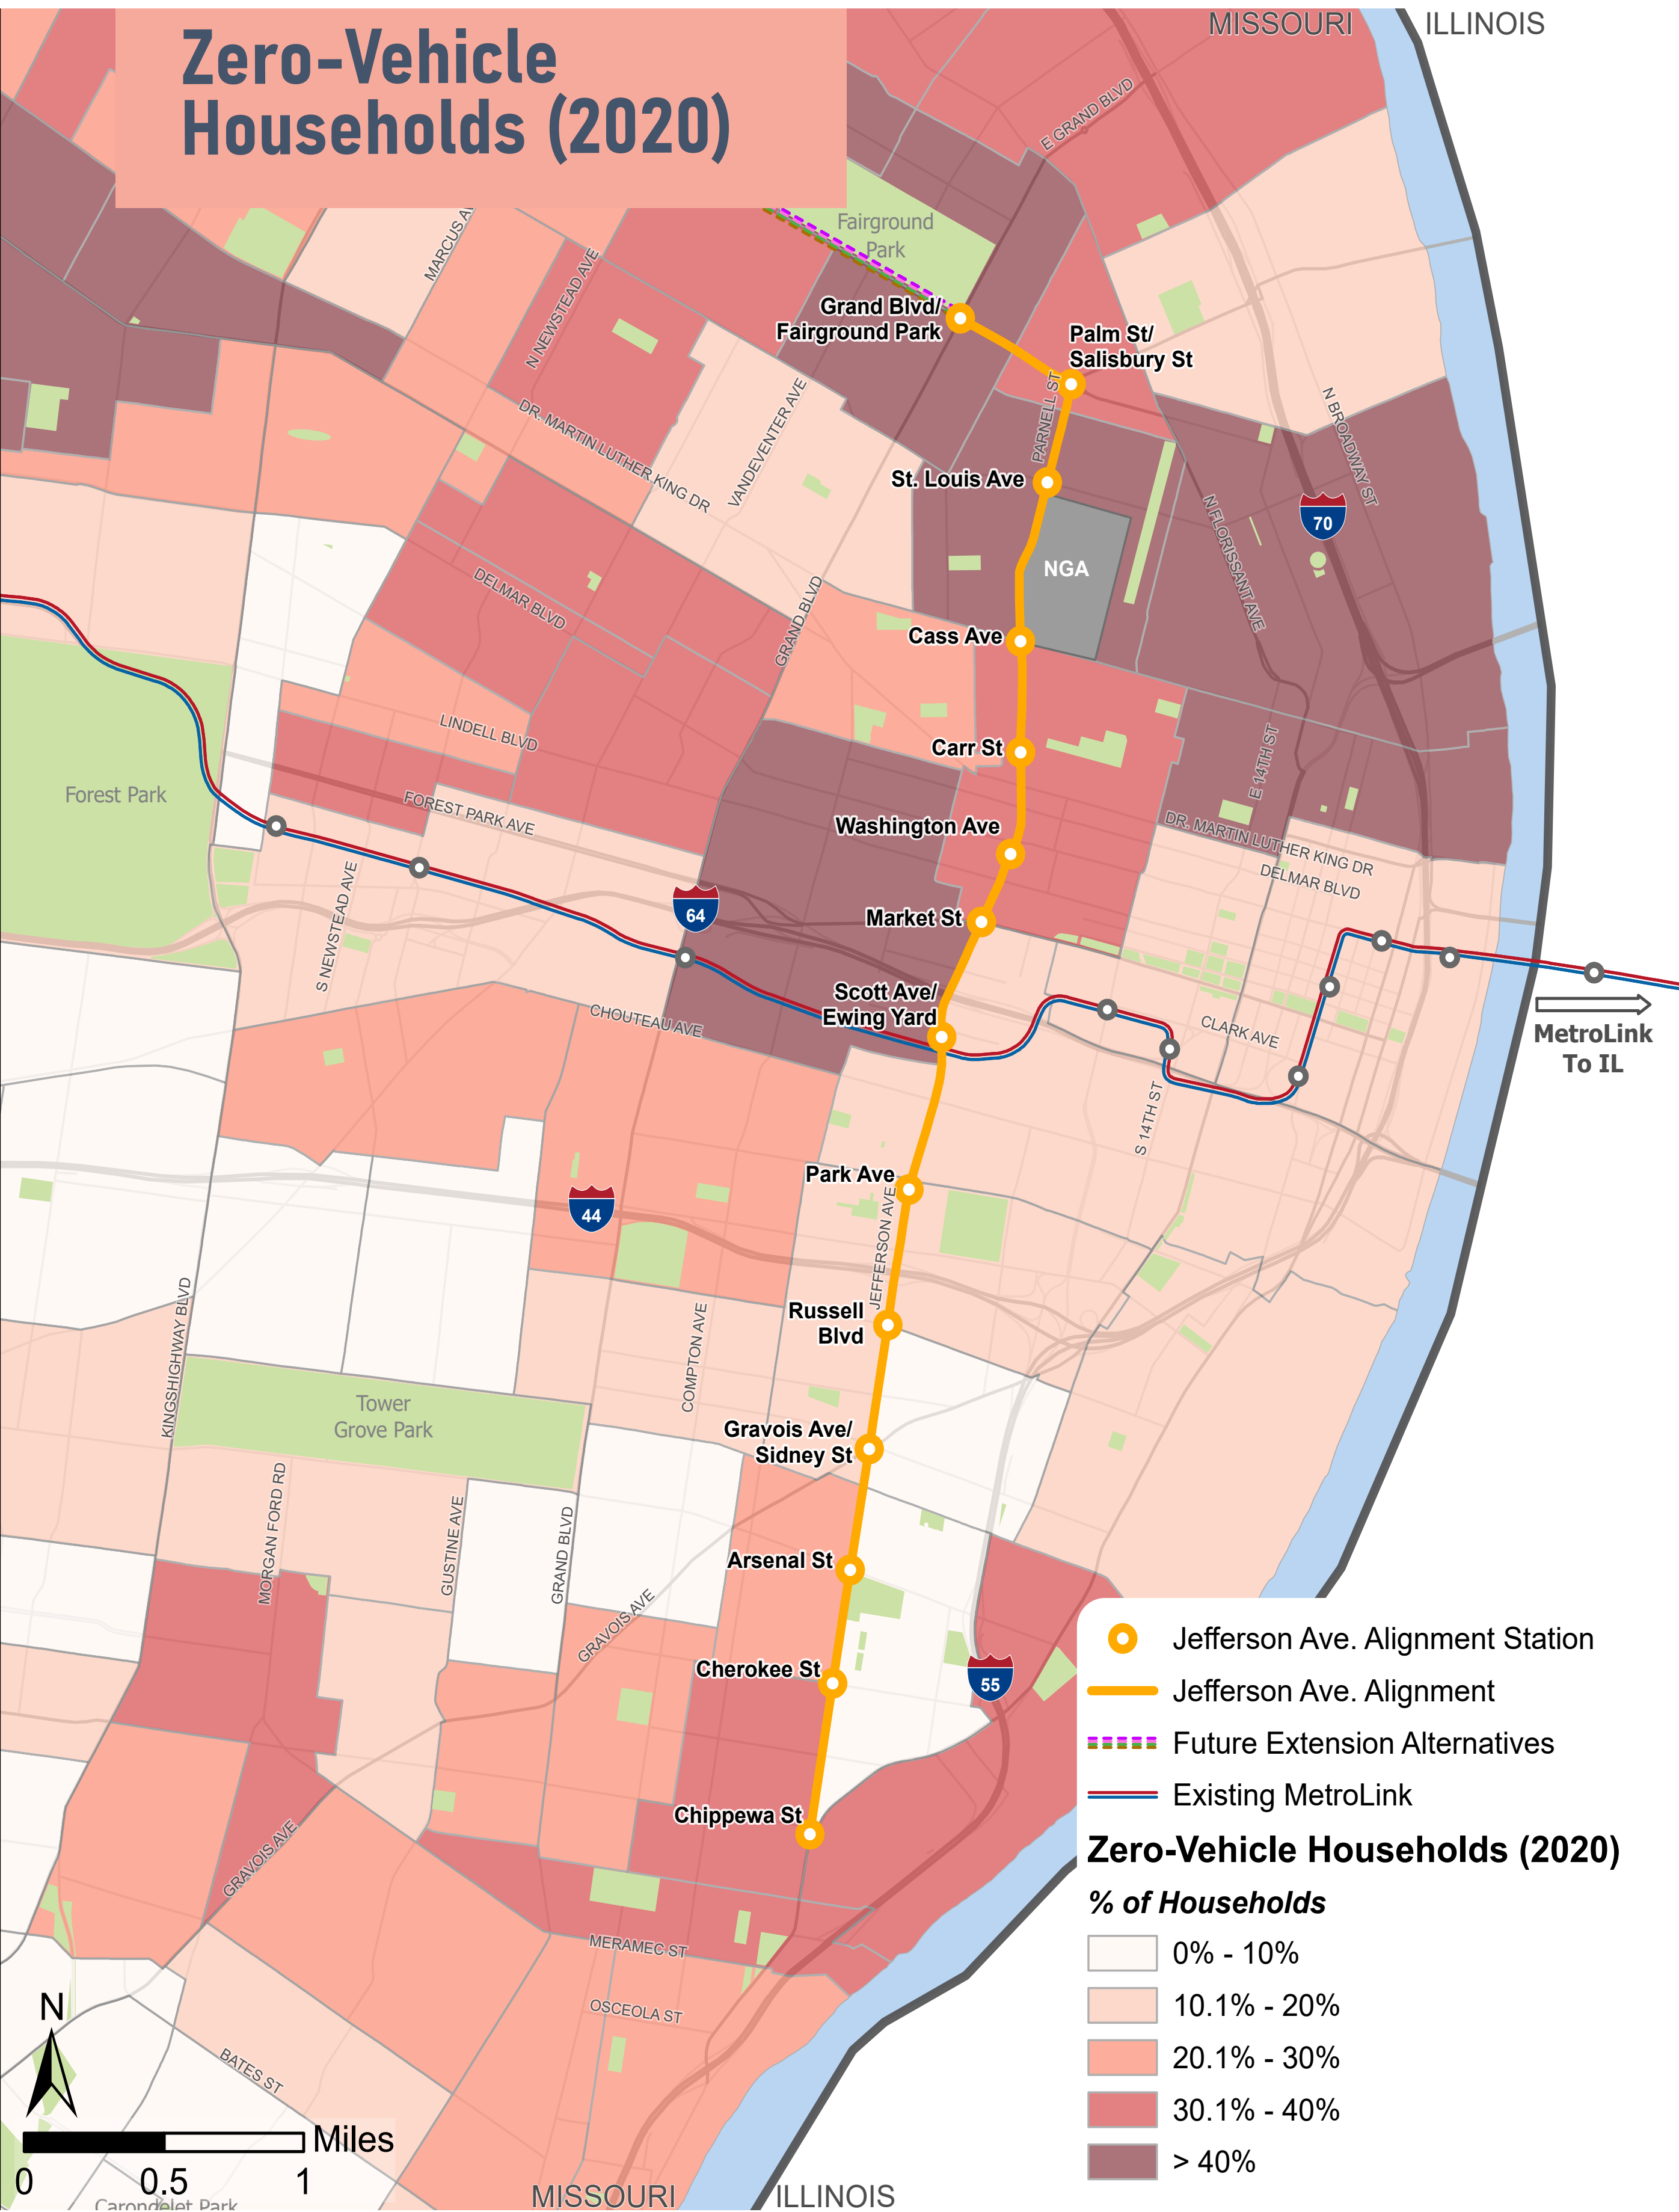 Zero-Vehicle
Households (2020)
MISSOURI
ILLINOIS
E GRAND BLVD
MARCUS AV
N NEWSTEAD AVE
Fairground
Park
Grand Blvd/
Fairground Park
Palm St/
Salisbury St
PARNELL ST
N BROADWAY ST
DR. MARTIN LUTHER KING DR
VANDEVENTER AVE
St. Louis Ave
N FLORISSANT AVE
70
NGA
DELMAR BLVD
GRAND BLVD
Cass Ave
LINDELL BLVD
Carr St
E 14TH ST
Forest Park
FOREST PARK AVE
Washington Ave
DR. MARTIN LUTHER KING DR
DELMAR BLVD
S NEWSTEAD AVE
64
Market St
Scott Ave/
Ewing Yard
CHOUTEAU AVE
CLARK AVE
MetroLink
To IL
S 14TH ST
Park Ave
44
JEFFERSON AVE
KINGSHIGHWAY BLVD
COMPTON AVE
Russell
Blvd
Tower
Grove Park
Gravois Ave/
Sidney St
MORGAN FORD RD
GUSTINE AVE
GRAND BLVD
Arsenal St
GRAVOIS AVE
Cherokee St
55
Chippewa St
GRAVOIS AVE
MERAMEC ST
OSCEOLA ST
BATES ST
N
Miles
0 0.5 1
Carondelet Park
MISSOURI
ILLINOIS
Jefferson Ave. Alignment Station
Jefferson Ave. Alignment
Future Extension Alternatives
Existing MetroLink
Zero-Vehicle Households (2020)
% of Households
0% - 10%
10.1% - 20%
20.1% - 30%
30.1% - 40%
> 40%